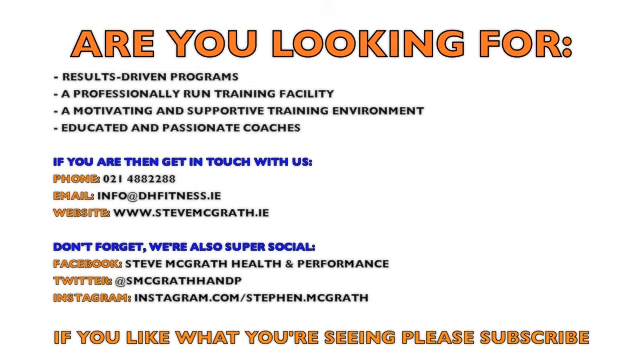 ARE YOU LOOKING FOR:
- RESULTS-DRIVEN PROGRAMS
- A PROFESSIONALLY RUN TRAINING FACILITY
- A MOTIVATING AND SUPPORTIVE TRAINING ENVIRONMENT
- EDUCATED AND PASSIONATE COACHES
IF YOU ARE THEN GET IN TOUCH WITH US:
PHONE: 021 4882288
EMAIL: INFO@DHFITNESS.IE
WEBSITE: WWW.STEVEMCGRATH.IE
DON'T FORGET, WE'RE ALSO SUPER SOCIAL:
FACEBOOK: STEVE MCGRATH HEALTH & PERFORMANCE
TWITTER: @SMCGRATHHANDP
INSTAGRAM: INSTAGRAM.COM/STEPHEN.MCGRATH
IF YOU LIKE WHAT YOU'RE SEEING PLEASE SUBSCRIBE